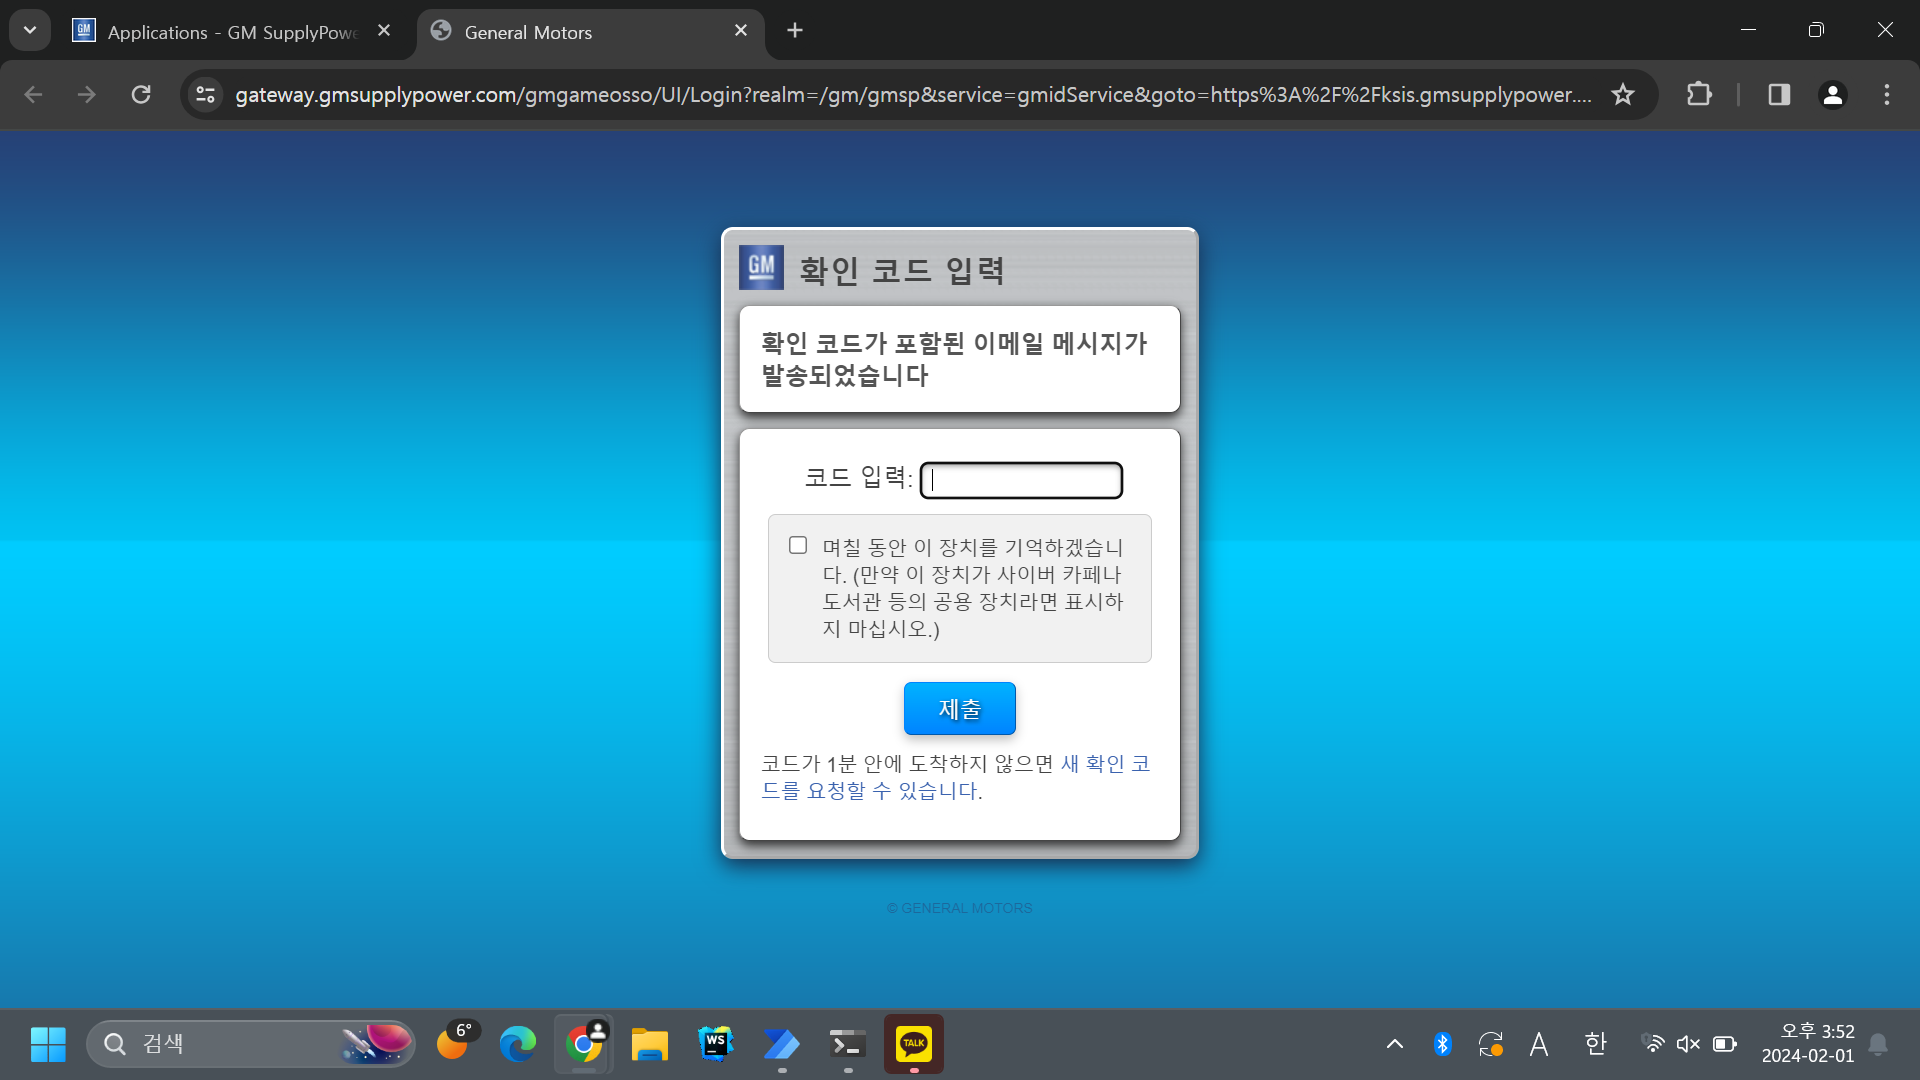 Applications - GM SupplyPowe
General Motors
gateway.gmsupplypower.com/gmgameosso/UI/Login?realm=/gm/gmsp&service=gmidService&goto=https%3A%2F%2Fksis.gmsupplypower....
GM 확인 코드 입력
확인 코드가 포함된 이메일 메시지가
발송되었습니다
코드 입력:
며칠 동안 이 장치를 기억하겠습니
다. (만약 이 장치가 사이버 카페나
도서관 등의 공용 장치라면 표시하
지 마십시오.)
제출
코드가 1분 안에 도착하지 않으면 새 확인 코
드를 요청할 수 있습니다.
© GENERAL MOTORS
검색
6°
WS
TALK
A
한
오후 3:52
2024-02-01